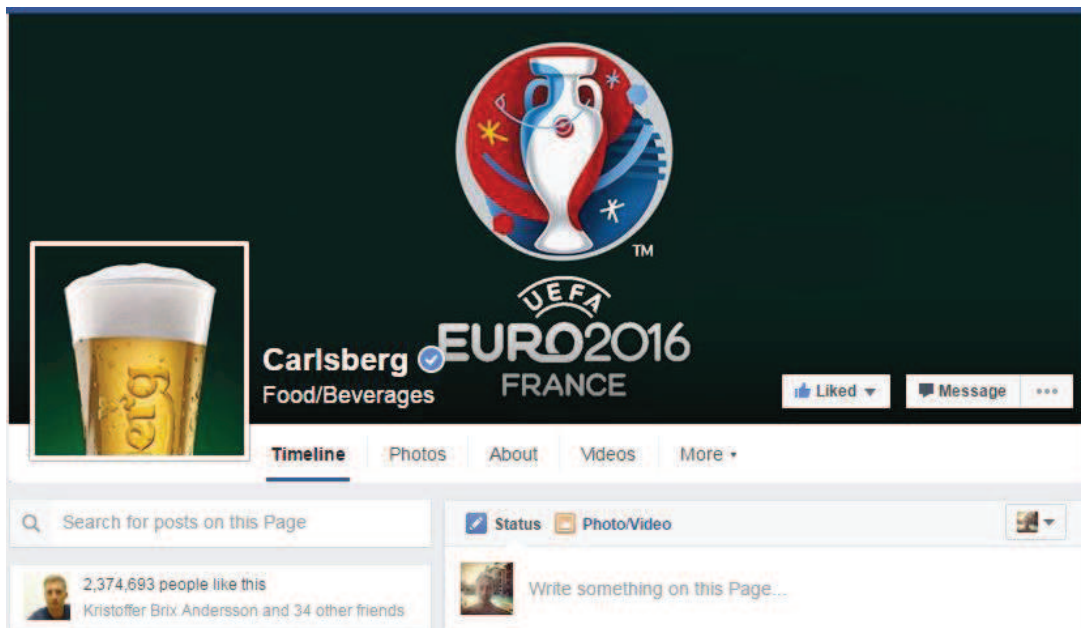 TM
UEFA
EURO2016
FRANCE
Carlsberg
Food/Beverages
Liked
Message
berg
Timeline Photos About Videos More
Search for posts on this Page
Status Photo/Video
2,374,693 people like this
Kristoffer Brix Andersson and 34 other friends
Write something on this Page...